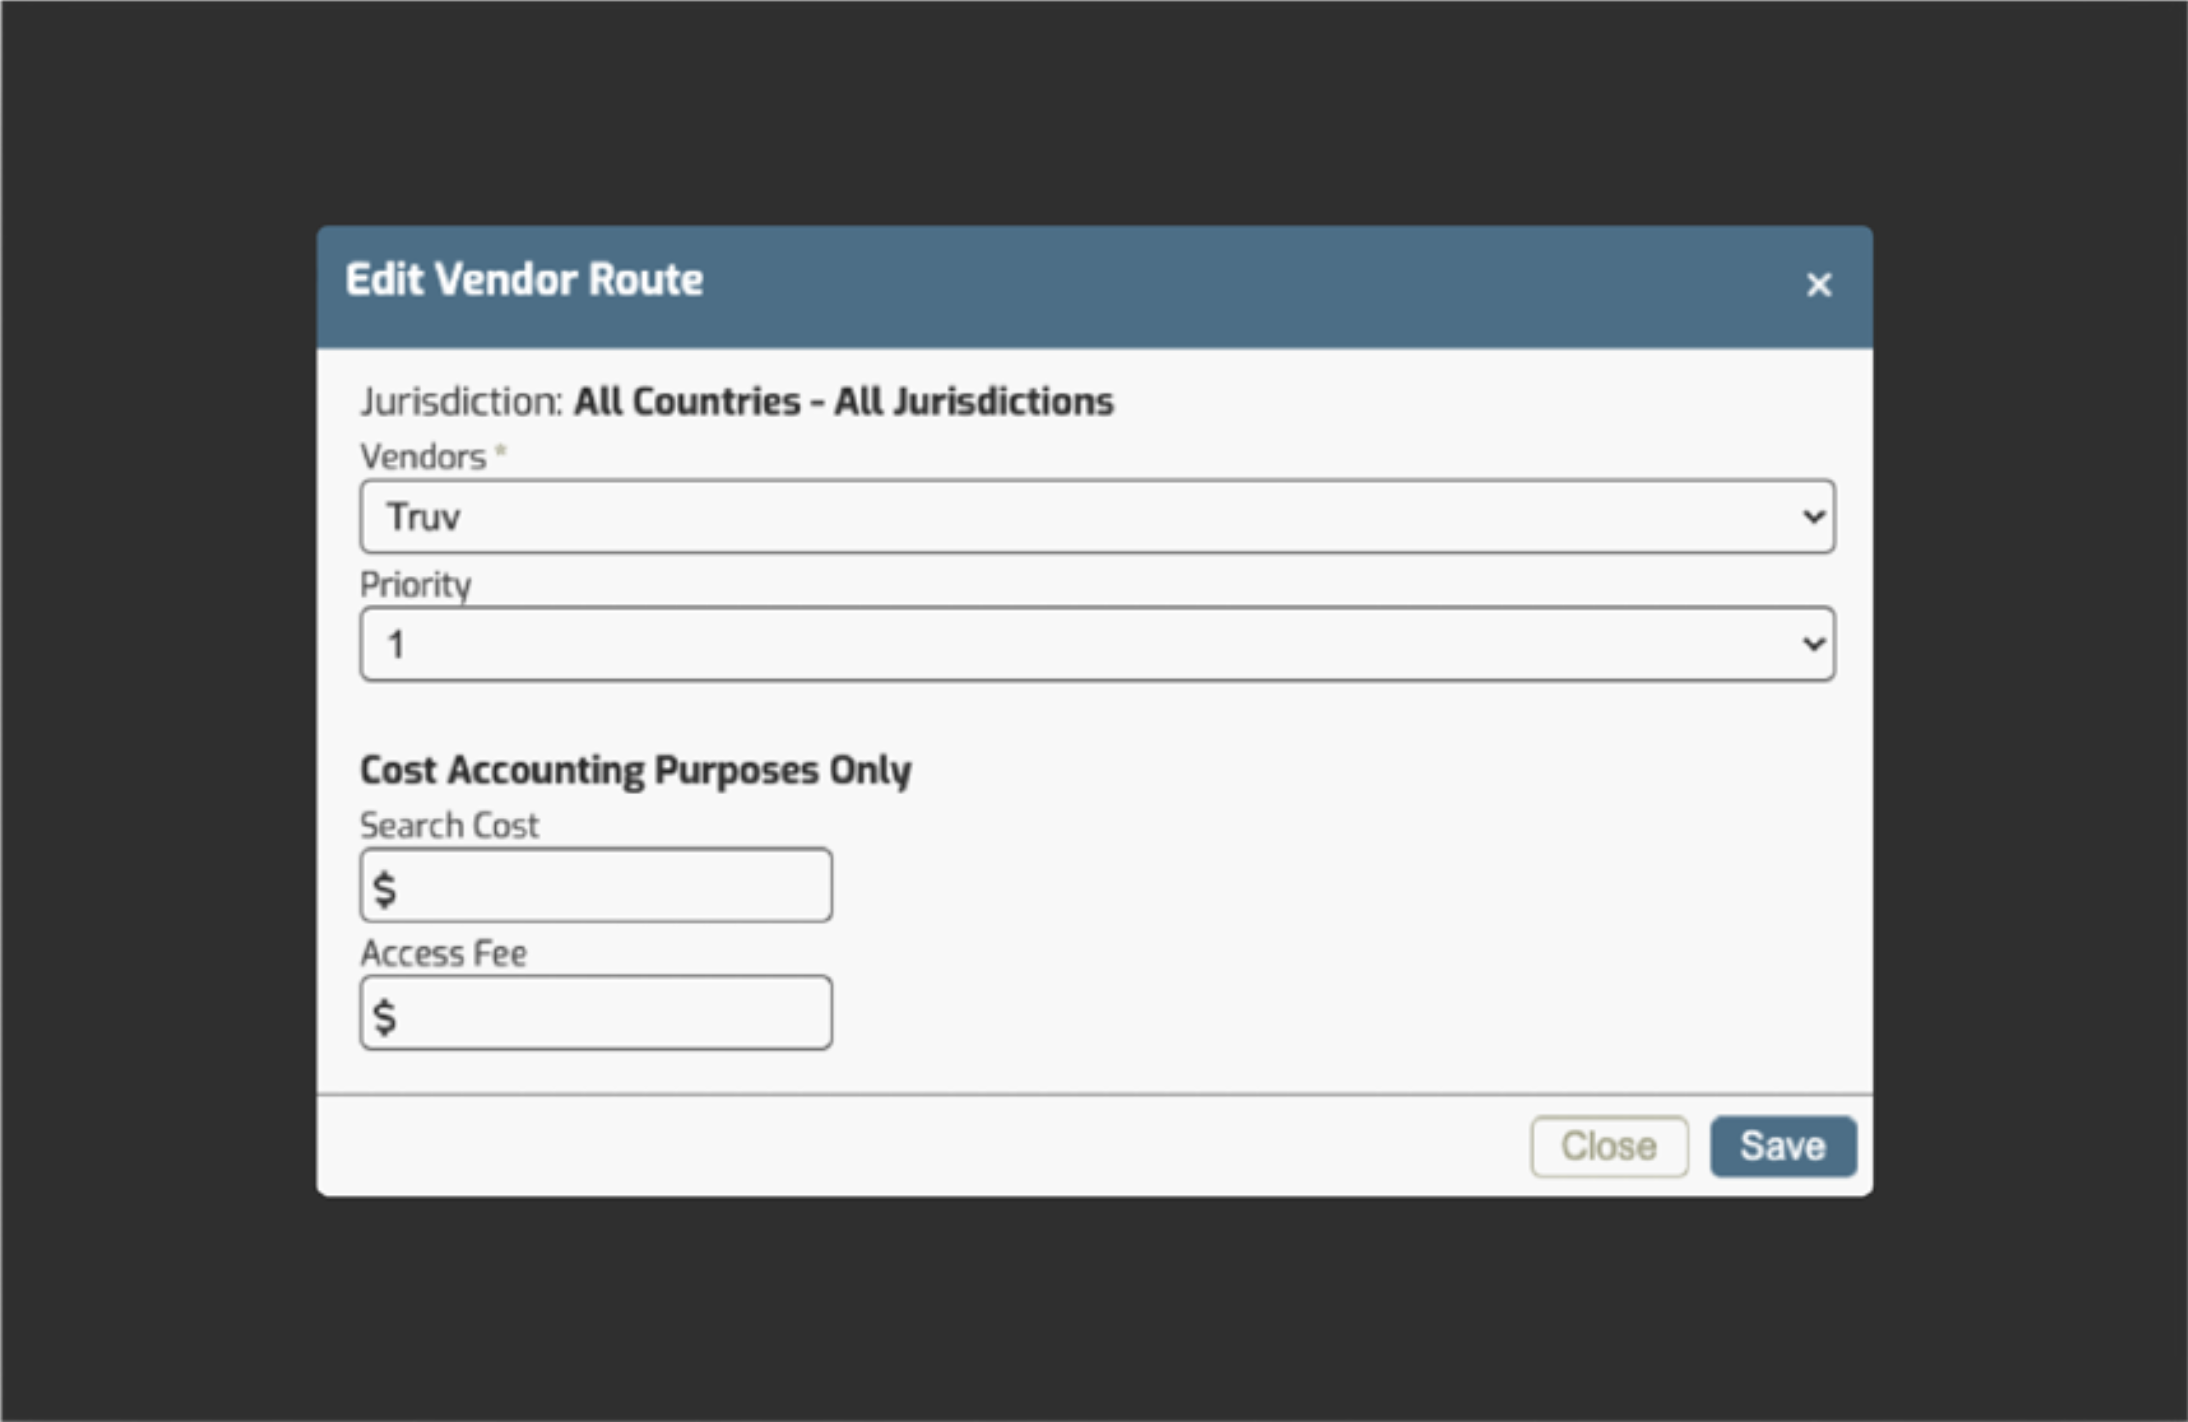 Edit Vendor Route ×
Jurisdiction: All Countries - All Jurisdictions
Vendors *
Truv
Priority
1
Cost Accounting Purposes Only
Search Cost
$
Access Fee
$
Close Save